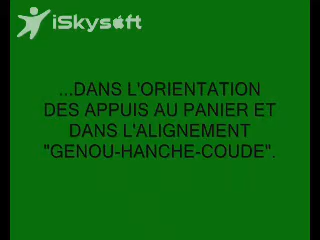 iSkysoft
...DANS L'ORIENTATION
DES APPUIS AU PANIER ET
DANS L'ALIGNEMENT
"GENOU-HANCHE-COUDE".